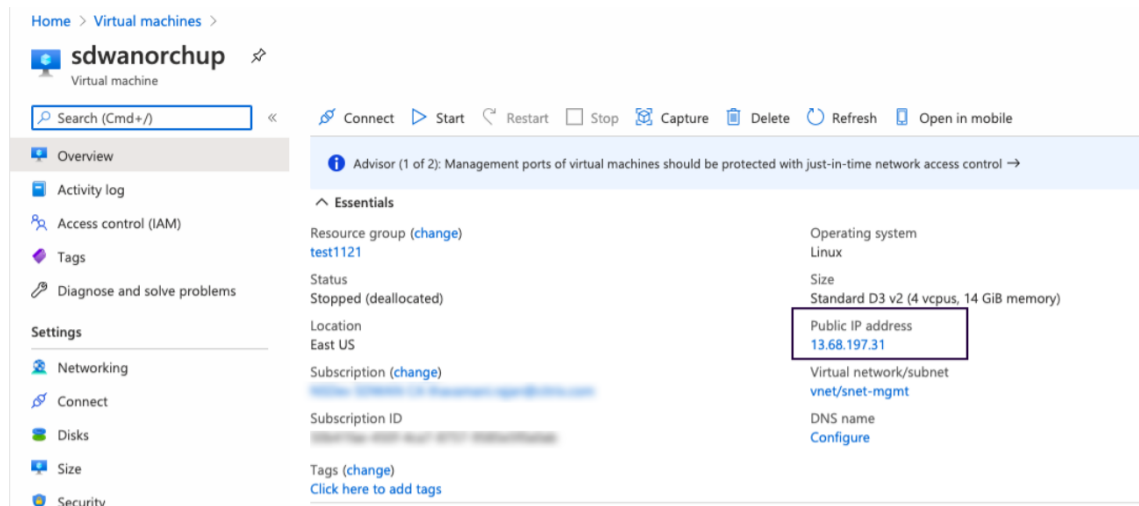 Home > Virtual machines >
sdwanorchup
Virtual machine
Search (Cmd+/)
«
Connect
Start
Restart
Stop
Capture
Delete
Refresh
Open in mobile
Overview
Activity log
Access control (IAM)
Tags
Diagnose and solve problems
Settings
Networking
Connect
Disks
Size
Security
Advisor (1 of 2): Management ports of virtual machines should be protected with just-in-time network access control →
Essentials
Resource group (change)
test1121
Status
Stopped (deallocated)
Location
East US
Subscription (change)
Subscription ID
Tags (change)
Click here to add tags
Operating system
Linux
Size
Standard D3 v2 (4 vcpus, 14 GiB memory)
Public IP address
13.68.197.31
Virtual network/subnet
vnet/snet-mgmt
DNS name
Configure